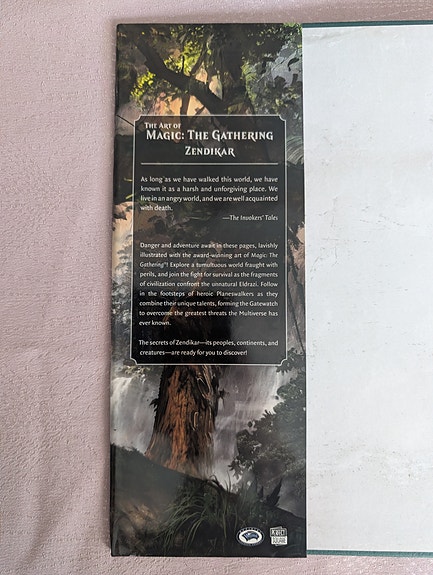 The Art of
Magic: The Gathering
Zendikar
As long as we have walked this world, we have
known it as a harsh and unforgiving place. We
live in an angry world, and we are well acquainted
with death.
—The Invokers' Tales
Danger and adventure await in these pages, lavishly
illustrated with the award-winning art of Magic: The
Gathering®! Explore a tumultuous world fraught with
perils, and join the fight for survival as the fragments
of civilization confront the unnatural Eldrazi. Follow
in the footsteps of heroic Planeswalkers as they
combine their unique talents, forming the Gatewatch
to overcome the greatest threats the Multiverse has
ever known.
The secrets of Zendikar—its peoples, continents, and
creatures—are ready for you to discover!
PERFECT
SQUARE